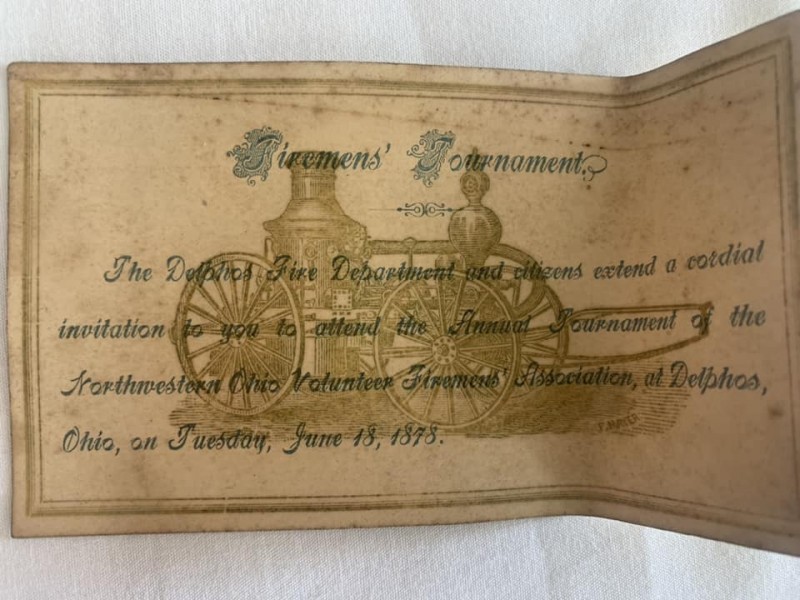 Firemens' Tournament.
The Delphos Fire Department and citizens extend a cordial
invitation to you to attend the Annual Tournament of the
Northwestern Ohio Volunteer Firemens' Association, at Delphos,
Ohio, on Tuesday, June 18, 1878.